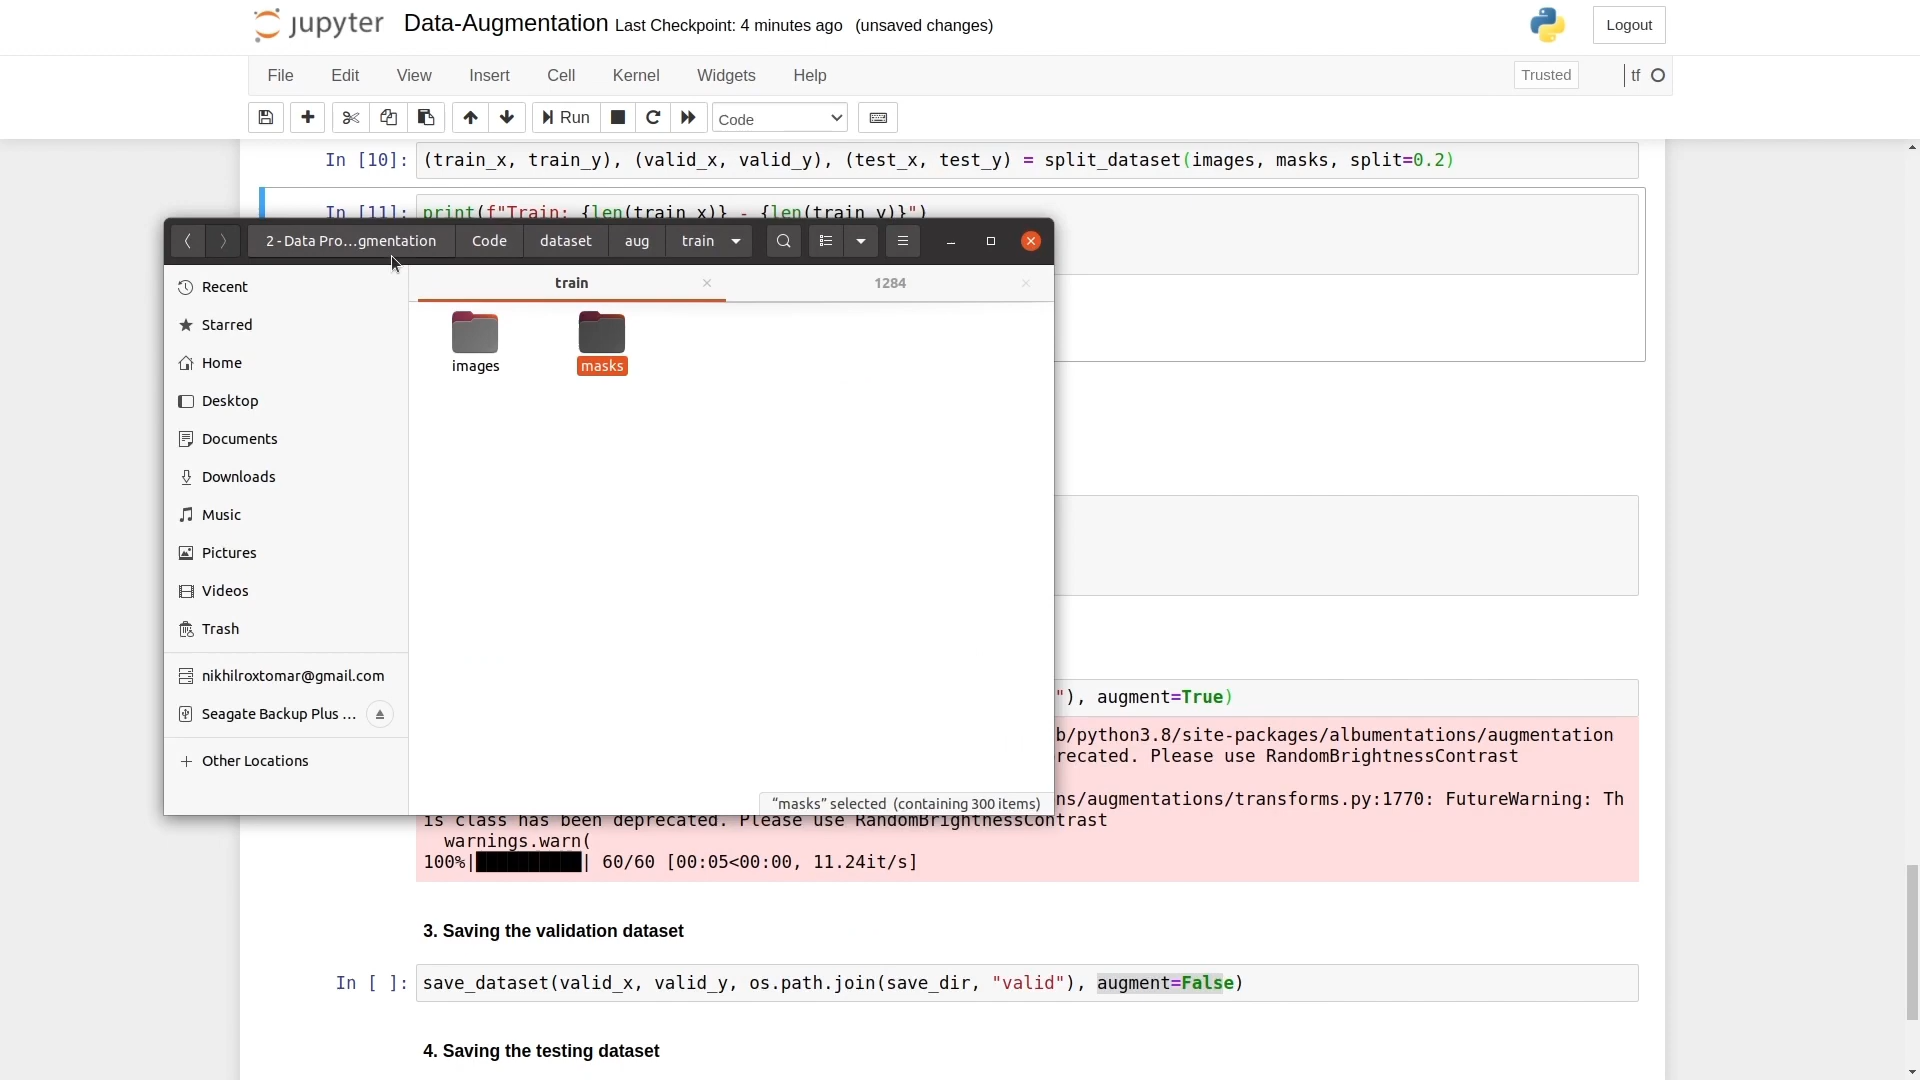 jupyter Data-Augmentation Last Checkpoint: 4 minutes ago (unsaved changes) Logout
File Edit View Insert Cell Kernel Widgets Help Trusted tf
Run Code
In [10]: (train_x, train_y), (valid_x, valid_y), (test_x, test_y) = split_dataset(images, masks, split=0.2)
In [11]: print(f"Train: {len(train_x)} - {len(train_y)}")
2 - Data Pro...gmentation Code dataset aug train
train 1284
Recent
Starred
Home
Desktop
Documents
Downloads
Music
Pictures
Videos
Trash
nikhilroxtomar@gmail.com
Seagate Backup Plus ...
Other Locations
images masks
"masks" selected (containing 300 items)
"), augment=True)
b/python3.8/site-packages/albumentations/augmentation
recated. Please use RandomBrightnessContrast
ns/augmentations/transforms.py:1770: FutureWarning: Th
is class has been deprecated. Please use RandomBrightnessContrast
warnings.warn(
100%|██████████| 60/60 [00:05<00:00, 11.24it/s]
3. Saving the validation dataset
In [ ]: save_dataset(valid_x, valid_y, os.path.join(save_dir, "valid"), augment=False)
4. Saving the testing dataset